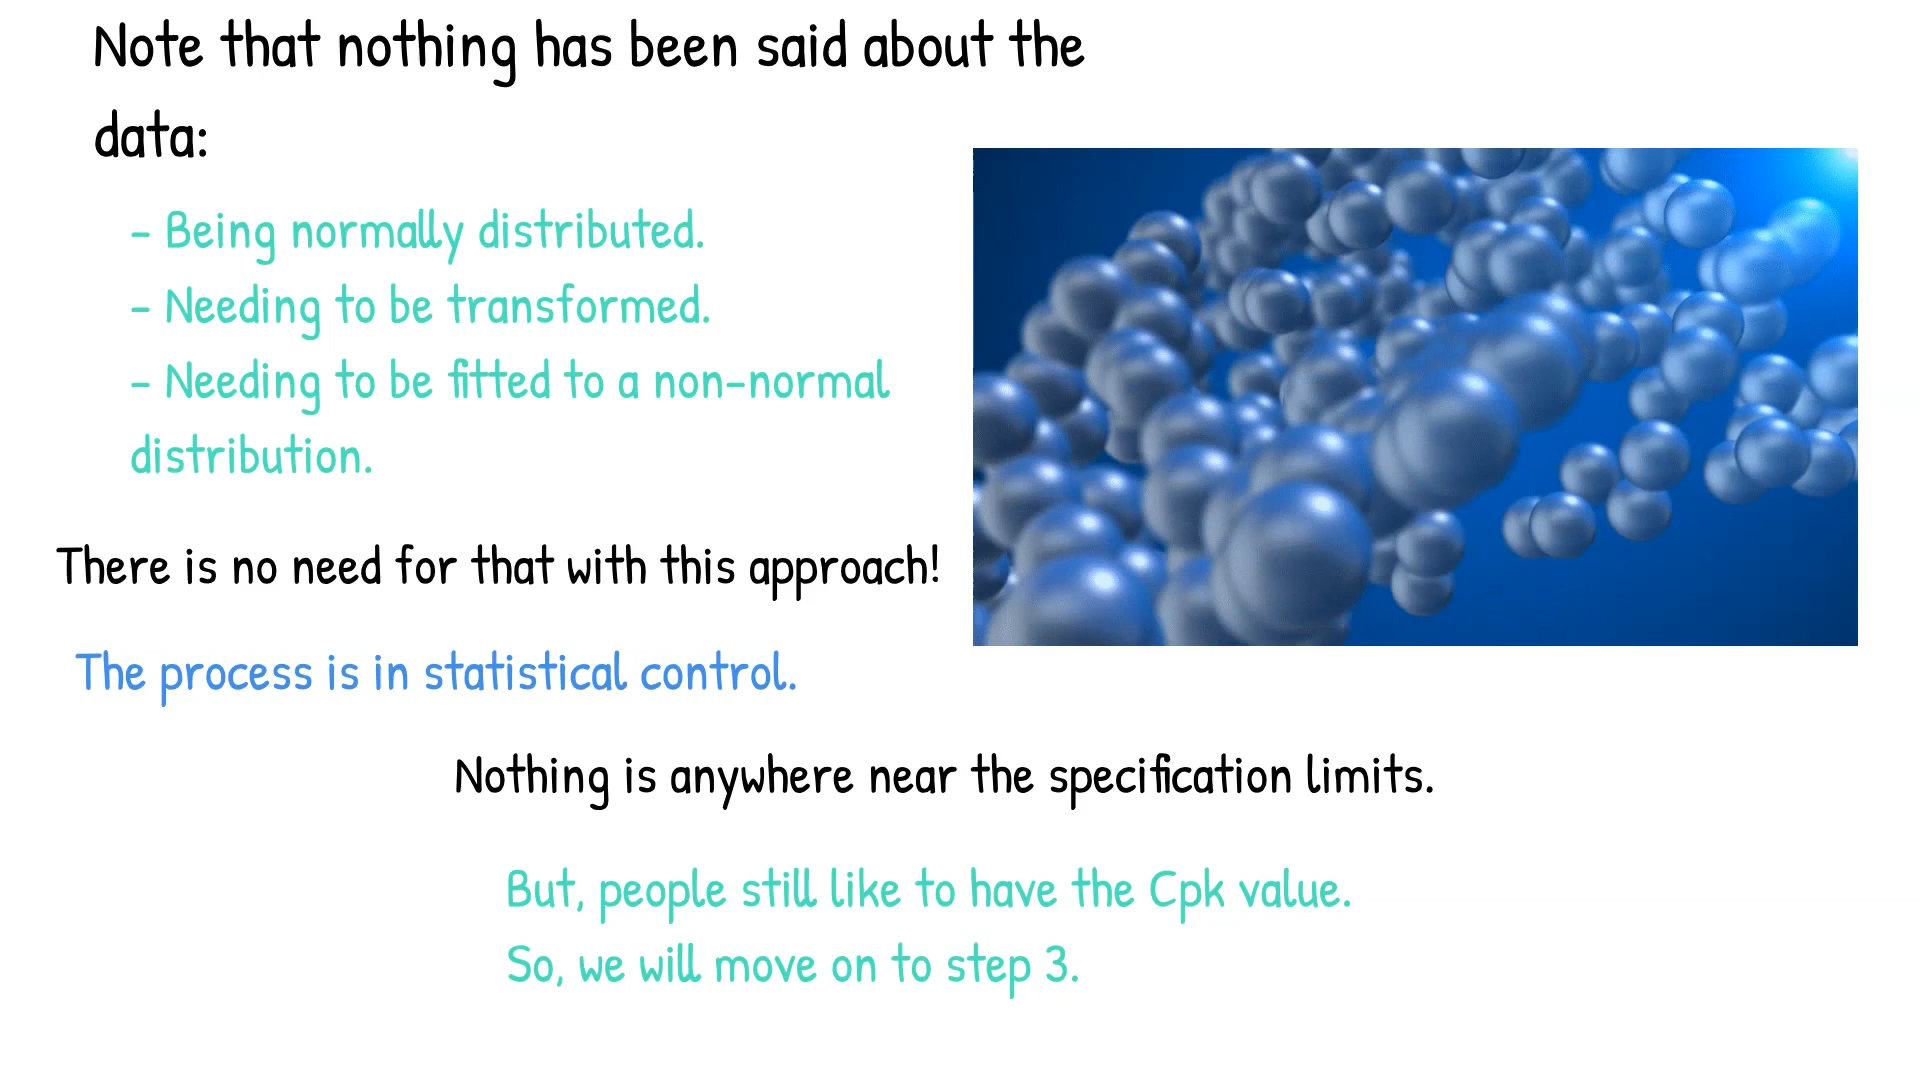 Note that nothing has been said about the
data:
- Being normally distributed.
- Needing to be transformed.
- Needing to be fitted to a non-normal
distribution.
There is no need for that with this approach!
The process is in statistical control.
Nothing is anywhere near the specification limits.
But, people still like to have the Cpk value.
So, we will move on to step 3.